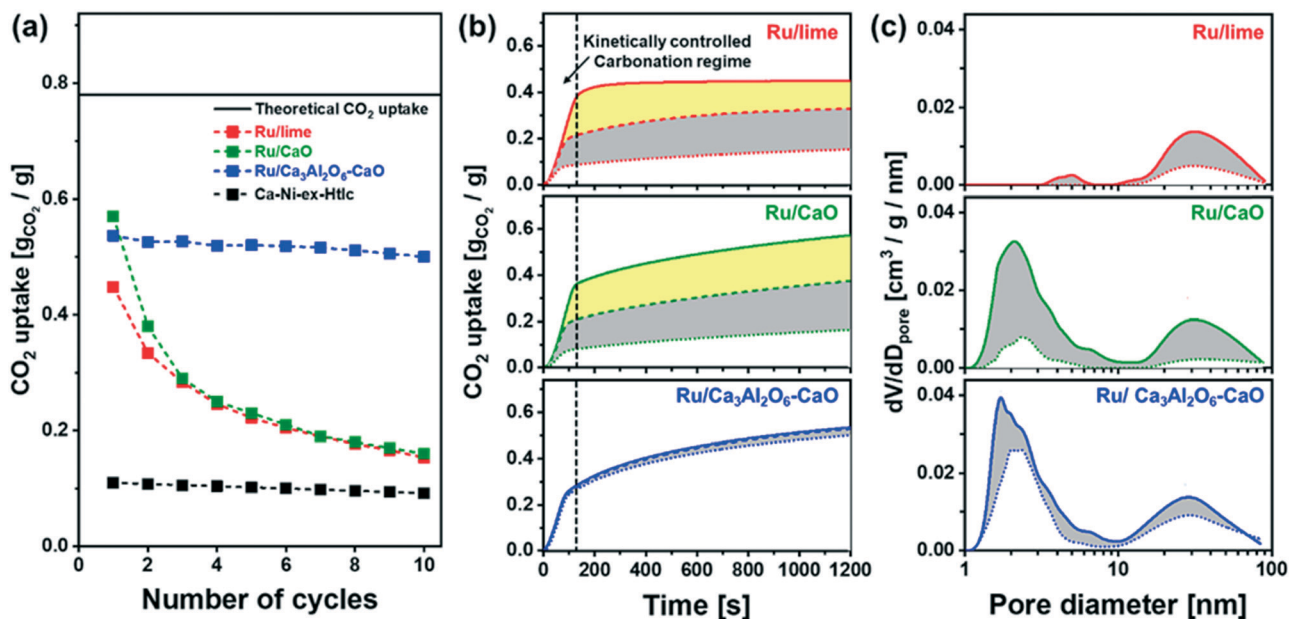 (a)
CO2 uptake [gCO2 / g]
0.8
0.6
0.4
0.2
0.0
Theoretical CO2 uptake
Ru/lime
Ru/CaO
Ru/Ca3Al2O6-CaO
Ca-Ni-ex-Htlc
0 2 4 6 8 10
Number of cycles
(b)
CO2 uptake [gCO2 / g]
0.6
0.4
0.2
0.0
Kinetically controlled
Carbonation regime
Ru/lime
0.6
0.4
0.2
0.0
Ru/CaO
0.6
0.4
0.2
0.0
Ru/Ca3Al2O6-CaO
0 200 400 600 800 1000 1200
Time [s]
(c)
dV/dDpore [cm3 / g / nm]
0.04
0.02
0.00
Ru/lime
0.04
0.02
0.00
Ru/CaO
0.04
0.02
0.00
Ru/ Ca3Al2O6-CaO
1 10 100
Pore diameter [nm]